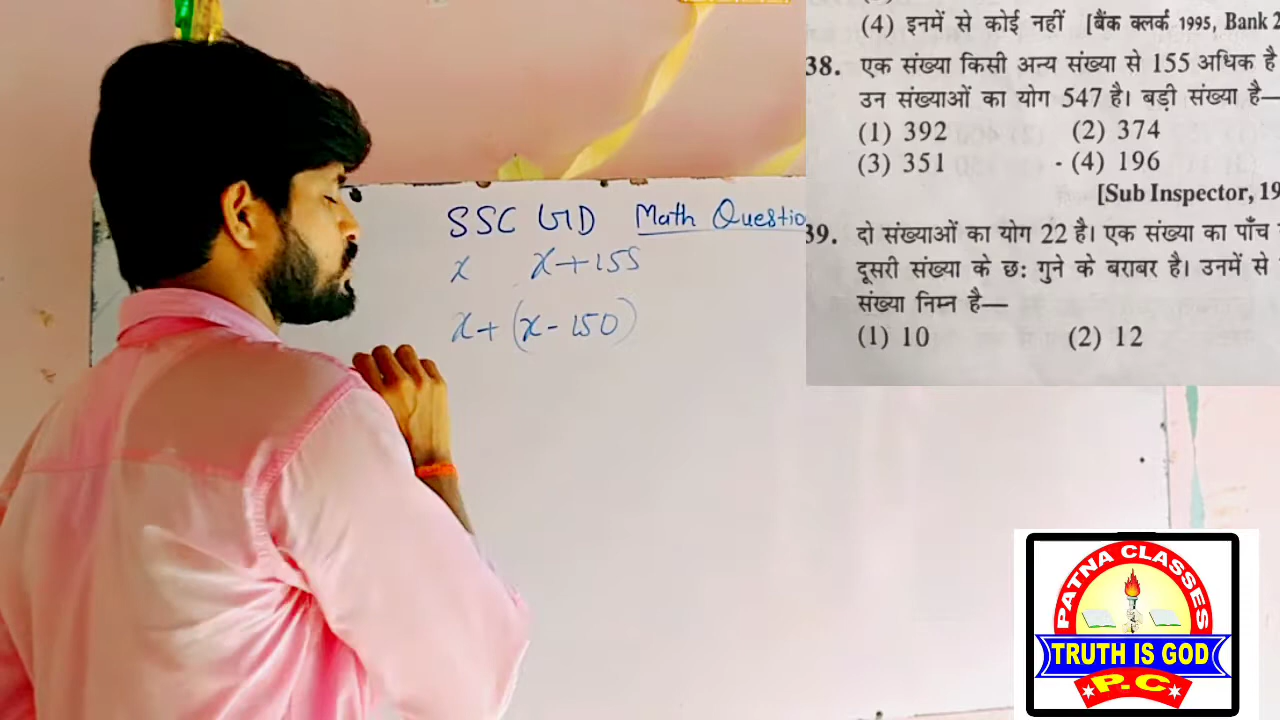 SSC GD Math Questio
x x+155
x+(x-150)
(4) इनमें से कोई नहीं [बैंक क्लर्क 1995, Bank 2
38. एक संख्या किसी अन्य संख्या से 155 अधिक है
उन संख्याओं का योग 547 है। बड़ी संख्या है—
(1) 392 (2) 374
(3) 351 (4) 196
[Sub Inspector, 19
39. दो संख्याओं का योग 22 है। एक संख्या का पाँच
दूसरी संख्या के छः गुने के बराबर है। उनमें से
संख्या निम्न है—
(1) 10 (2) 12
PATNA CLASSES
TRUTH IS GOD
P.C